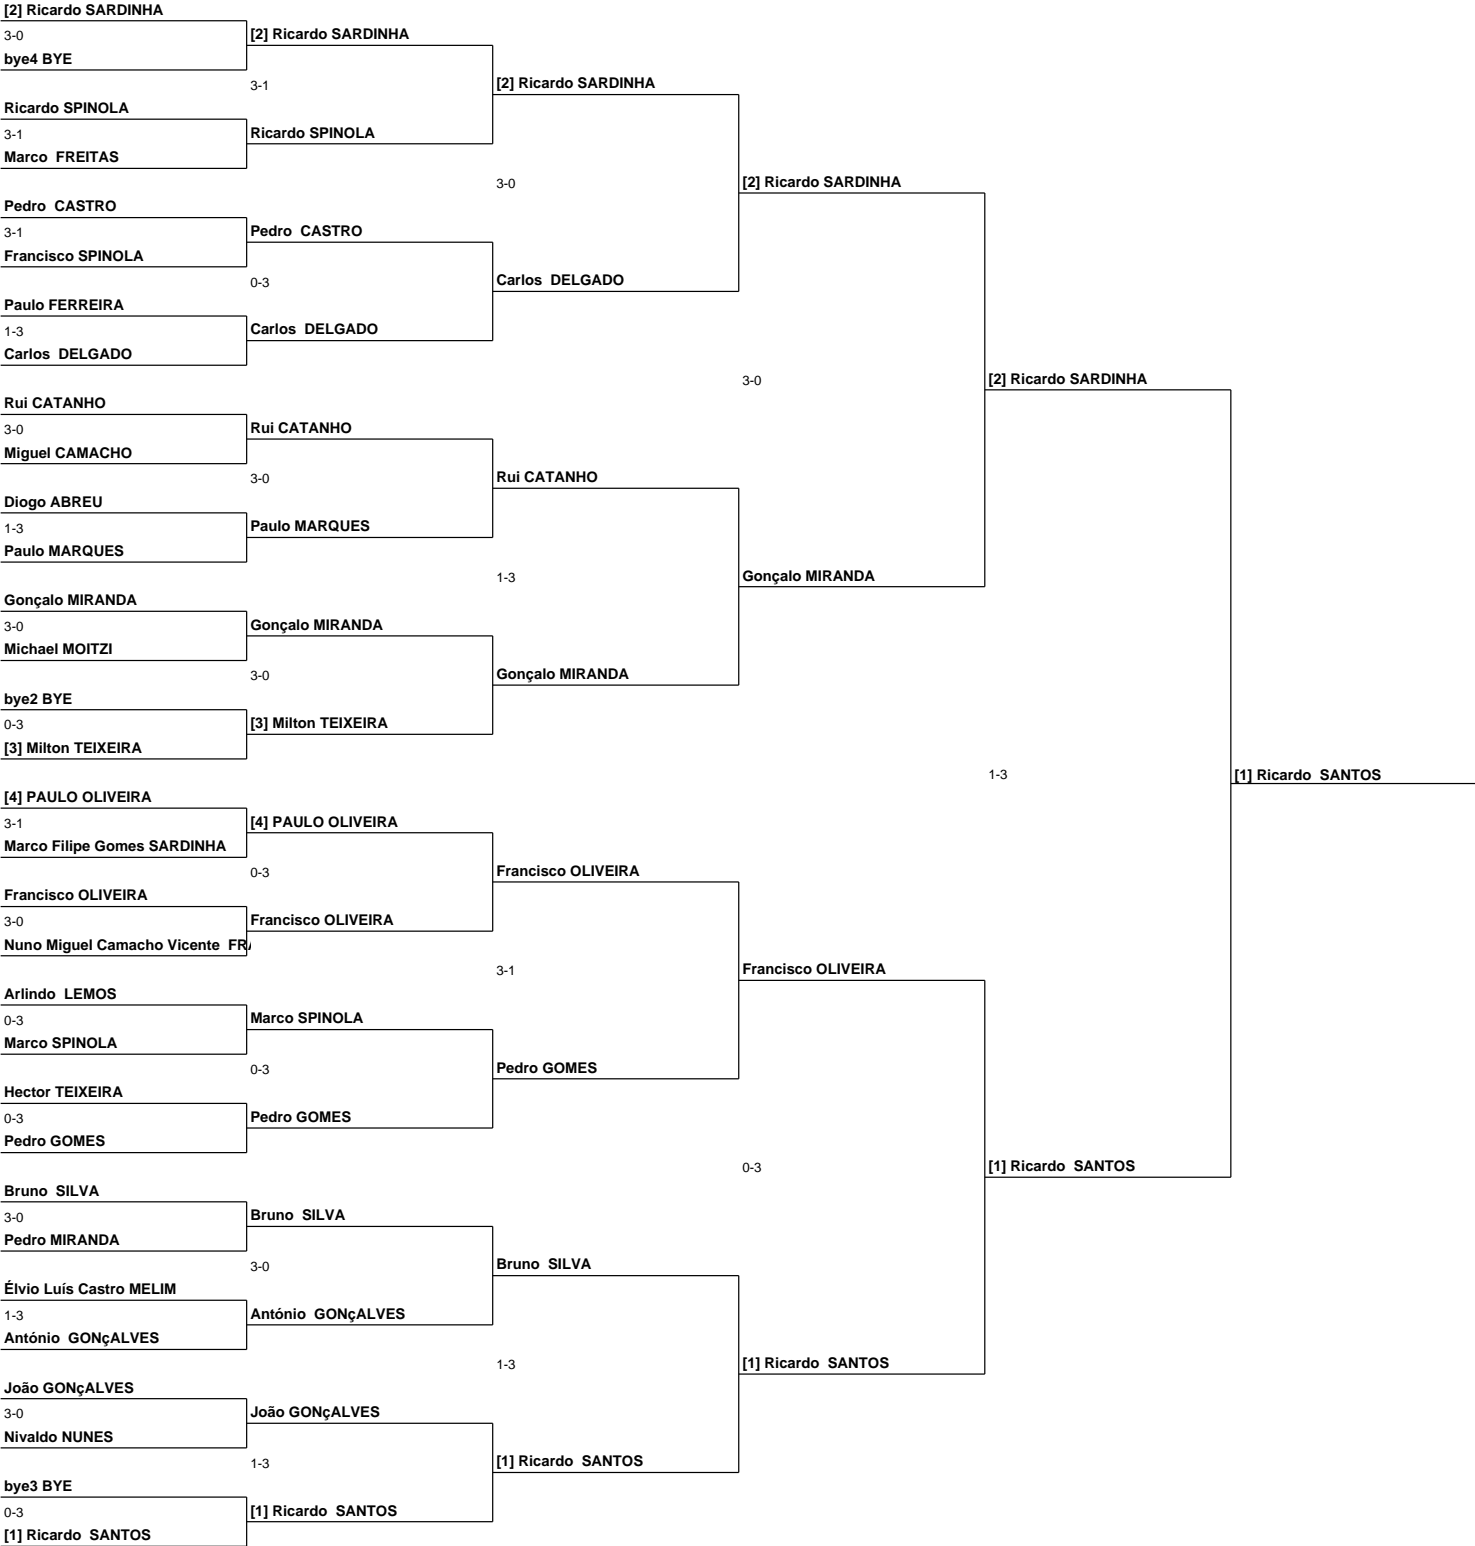 [2] Ricardo SARDINHA
3-0
bye4 BYE
Ricardo SPINOLA
3-1
Marco  FREITAS
Pedro  CASTRO
3-1
Francisco SPINOLA
Paulo FERREIRA
1-3
Carlos  DELGADO
Rui CATANHO
3-0
Miguel CAMACHO
Diogo ABREU
1-3
Paulo MARQUES
Gonçalo MIRANDA
3-0
Michael MOITZI
bye2 BYE
0-3
[3] Milton TEIXEIRA
[4] PAULO OLIVEIRA
3-1
Marco Filipe Gomes SARDINHA
Francisco OLIVEIRA
3-0
Nuno Miguel Camacho Vicente  FR
Arlindo  LEMOS
0-3
Marco SPINOLA
Hector TEIXEIRA
0-3
Pedro GOMES
Bruno  SILVA
3-0
Pedro MIRANDA
Élvio Luís Castro MELIM
1-3
António  GONçALVES
João GONçALVES
3-0
Nivaldo NUNES
bye3 BYE
0-3
[1] Ricardo  SANTOS
[2] Ricardo SARDINHA
3-1
Ricardo SPINOLA
Pedro  CASTRO
0-3
Carlos  DELGADO
Rui CATANHO
3-0
Paulo MARQUES
Gonçalo MIRANDA
3-0
[3] Milton TEIXEIRA
[4] PAULO OLIVEIRA
0-3
Francisco OLIVEIRA
Marco SPINOLA
0-3
Pedro GOMES
Bruno  SILVA
3-0
António  GONçALVES
João GONçALVES
1-3
[1] Ricardo  SANTOS
[2] Ricardo SARDINHA
3-0
Carlos  DELGADO
Rui CATANHO
1-3
Gonçalo MIRANDA
Francisco OLIVEIRA
3-1
Pedro GOMES
Bruno  SILVA
1-3
[1] Ricardo  SANTOS
[2] Ricardo SARDINHA
3-0
Gonçalo MIRANDA
Francisco OLIVEIRA
0-3
[1] Ricardo  SANTOS
[2] Ricardo SARDINHA
1-3
[1] Ricardo  SANTOS
[1] Ricardo  SANTOS